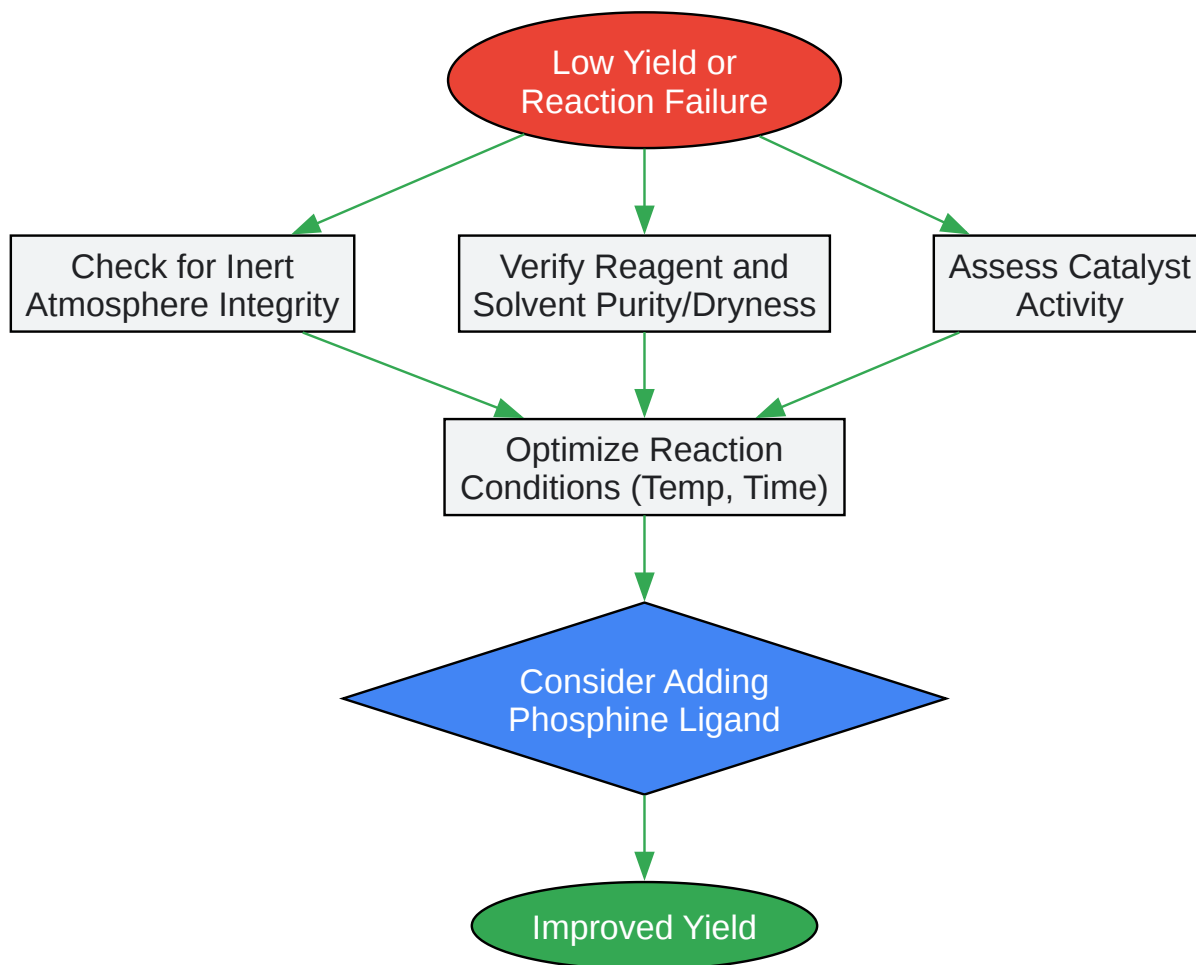 Low Yield or
Reaction Failure
Check for Inert
Atmosphere Integrity
Verify Reagent and
Solvent Purity/Dryness
Assess Catalyst
Activity
Optimize Reaction
Conditions (Temp, Time)
Consider Adding
Phosphine Ligand
Improved Yield